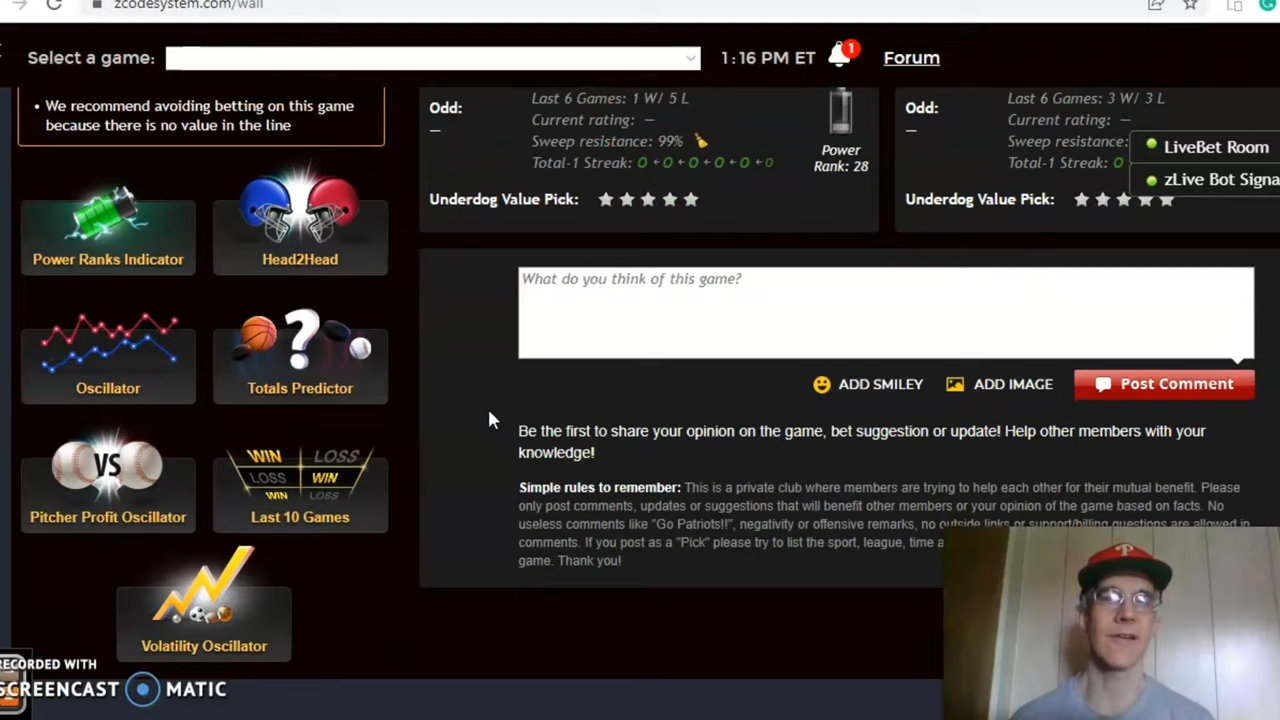 zcodesystem.com/wall
Select a game:
1:16 PM ET
1
Forum
• We recommend avoiding betting on this game
because there is no value in the line
Odd:
—
Last 6 Games: 1 W/ 5 L
Current rating: —
Sweep resistance: 99%
Total-1 Streak: O O O O O O
Power
Rank: 28
Underdog Value Pick:
Odd:
—
Last 6 Games: 3 W/ 3 L
Current rating: —
Sweep resistance:
Total-1 Streak: O
Underdog Value Pick:
LiveBet Room
zLive Bot Signa
Power Ranks Indicator
Head2Head
Oscillator
?
Totals Predictor
VS
Pitcher Profit Oscillator
WIN LOSS
LOSS WIN
WIN LOSS
Last 10 Games
Volatility Oscillator
What do you think of this game?
ADD SMILEY
ADD IMAGE
Post Comment
Be the first to share your opinion on the game, bet suggestion or update! Help other members with your
knowledge!
Simple rules to remember: This is a private club where members are trying to help each other for their mutual benefit. Please
only post comments, updates or suggestions that will benefit other members or your opinion of the game based on facts. No
useless comments like "Go Patriots!!", negativity or offensive remarks, no outside links or support/billing questions are allowed in
comments. If you post as a "Pick" please try to list the sport, league, time a
game. Thank you!
P
RECORDED WITH
SCREENCAST MATIC